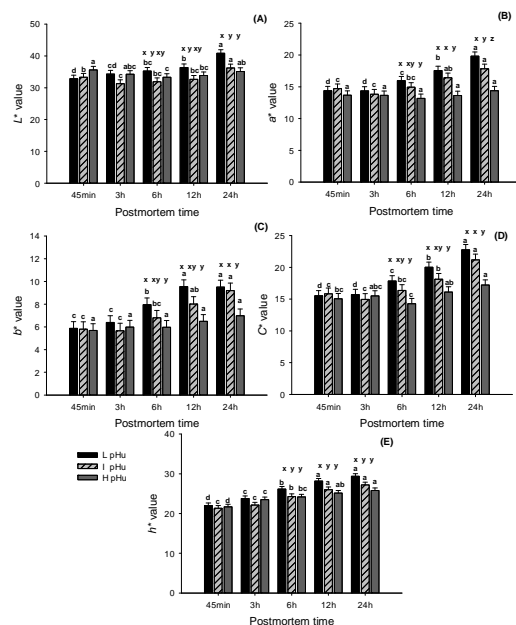 (A)
x y xy x y xy x y y
d b a cd c abc bc bc c b bc bc a a ab
L* value
50
40
30
20
10
0
45min 3h 6h 12h 24h
Postmortem time
(B)
x xy y x x y x y z
d c a d c a c bc a b ab a a a a
a* value
25
20
15
10
5
0
45min 3h 6h 12h 24h
Postmortem time
(C)
x xy y x xy y x x y
c c c c c c b bc c a a b a a a
b* value
14
12
10
8
6
4
2
0
45min 3h 6h 12h 24h
Postmortem time
(D)
x xy y x xy y x x y
C* value
25
20
15
10
5
0
45min 3h 6h 12h 24h
Postmortem time
L pHu
I pHu
H pHu
(E)
x y y x y y x y y
d c d c c c b b bc a a ab a a a
h* value
40
30
20
10
0
45min 3h 6h 12h 24h
Postmortem time